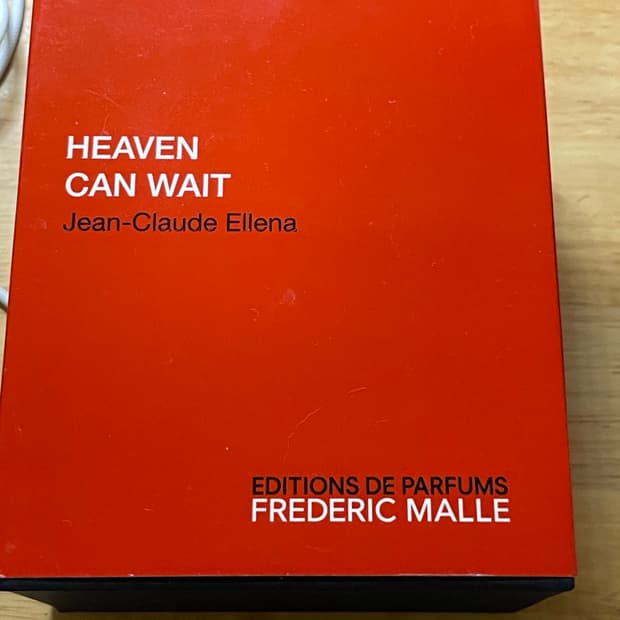 HEAVEN
CAN WAIT
Jean-Claude Ellena
EDITIONS DE PARFUMS
FREDERIC MALLE